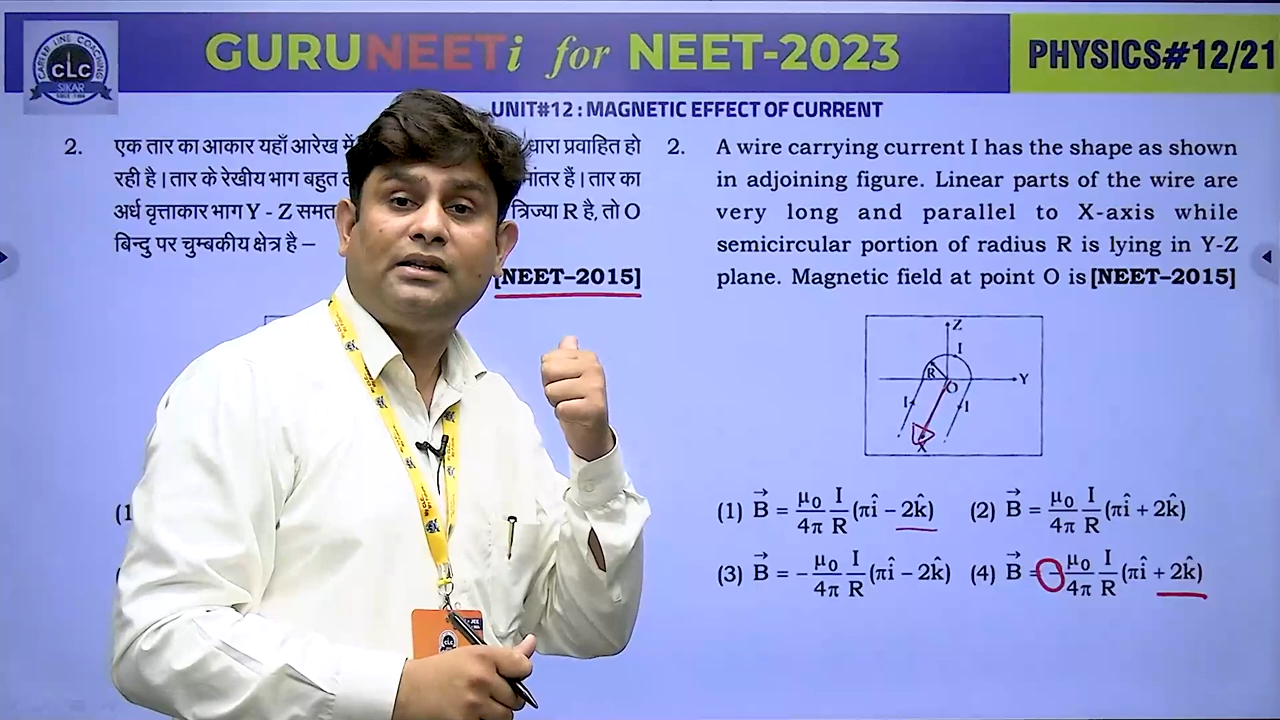 GURUNEETi for NEET-2023
PHYSICS#12/21
CAREER LINE COACHING
CLC
SIKAR
UNIT#12 : MAGNETIC EFFECT OF CURRENT
2. एक तार का आकार यहाँ आरेख में धारा प्रवाहित हो
रही है। तार के रेखीय भाग बहुत मांतर हैं। तार का
अर्ध वृत्ताकार भाग Y - Z त्रिज्या R है, तो O
बिन्दु पर चुम्बकीय क्षेत्र है –
[NEET–2015]
2. A wire carrying current I has the shape as shown
in adjoining figure. Linear parts of the wire are
very long and parallel to X-axis while
semicircular portion of radius R is lying in Y-Z
plane. Magnetic field at point O is [NEET–2015]
Z
I
R
O
Y
I
I
X
(1
(1) B⃗ = μ₀/4π I/R (πî − 2k̂) (2) B⃗ = μ₀/4π I/R (πî + 2k̂)
(3) B⃗ = − μ₀/4π I/R (πî − 2k̂) (4) B⃗ = − μ₀/4π I/R (πî + 2k̂)